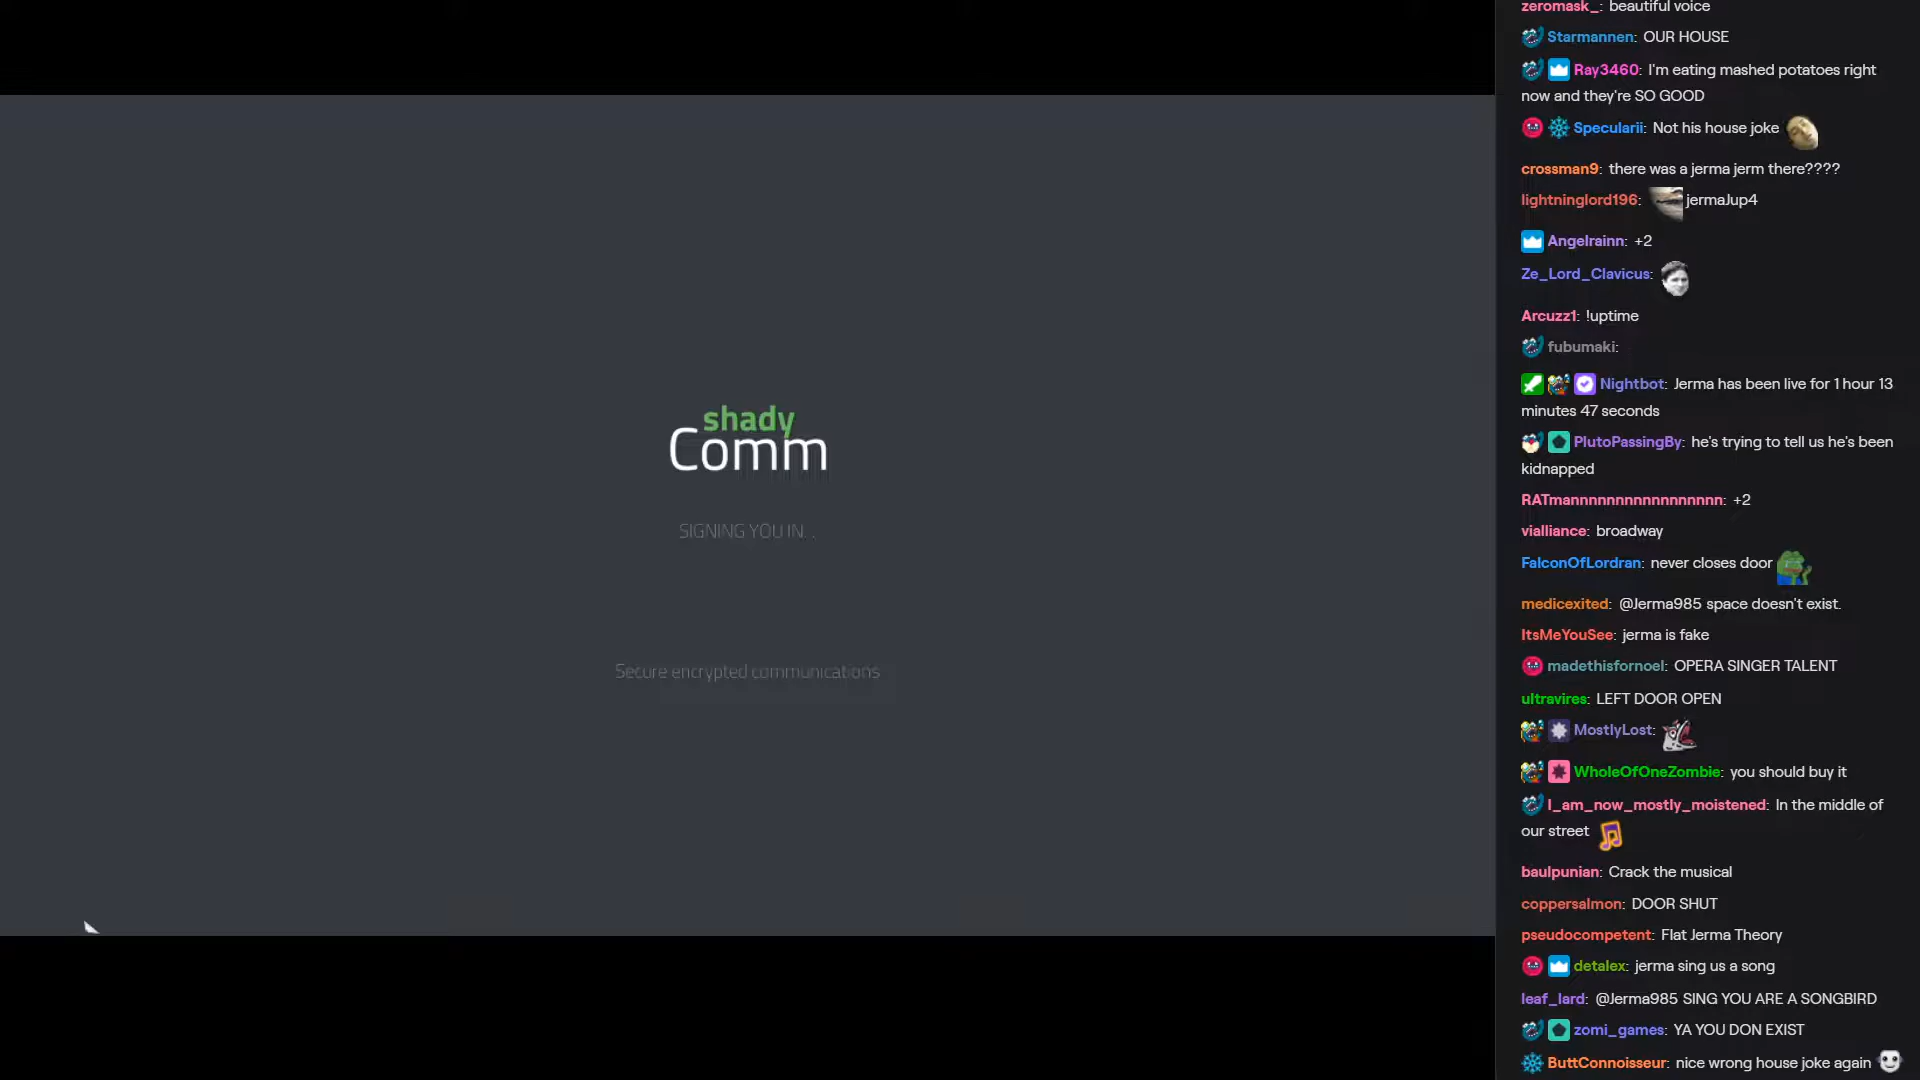 shady
Comm
SIGNING YOU IN. .
Secure encrypted communications
zeromask_: beautiful voice
Starmannen: OUR HOUSE
Ray3460: I'm eating mashed potatoes right
now and they're SO GOOD
Specularii: Not his house joke
crossman9: there was a jerma jerm there????
lightninglord196: jermaJup4
Angelrainn: +2
Ze_Lord_Clavicus:
Arcuzz1: !uptime
fubumaki:
Nightbot: Jerma has been live for 1 hour 13
minutes 47 seconds
PlutoPassingBy: he's trying to tell us he's been
kidnapped
RATmannnnnnnnnnnnnnnnnn: +2
vialliance: broadway
FalconOfLordran: never closes door
medicexited: @Jerma985 space doesn't exist.
ItsMeYouSee: jerma is fake
madethisfornoel: OPERA SINGER TALENT
ultravires: LEFT DOOR OPEN
MostlyLost:
WholeOfOneZombie: you should buy it
I_am_now_mostly_moistened: In the middle of
our street
baulpunian: Crack the musical
coppersalmon: DOOR SHUT
pseudocompetent: Flat Jerma Theory
detalex: jerma sing us a song
leaf_lard: @Jerma985 SING YOU ARE A SONGBIRD
zomi_games: YA YOU DON EXIST
ButtConnoisseur: nice wrong house joke again